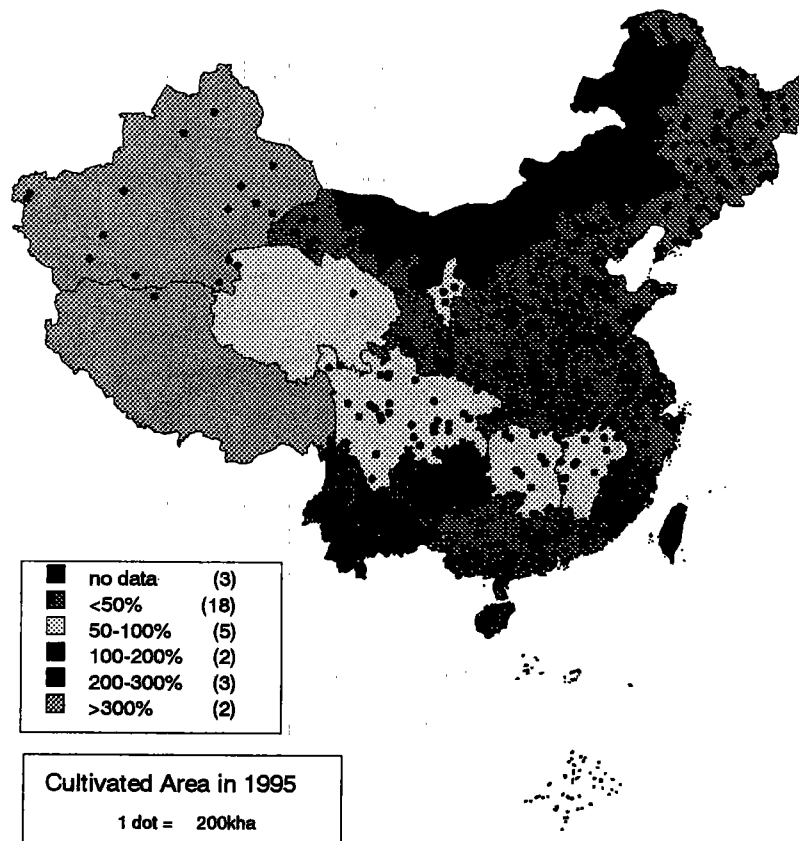 no data (3)
<50% (18)
50-100% (5)
100-200% (2)
200-300% (3)
>300% (2)
Cultivated Area in 1995
1 dot = 200kha